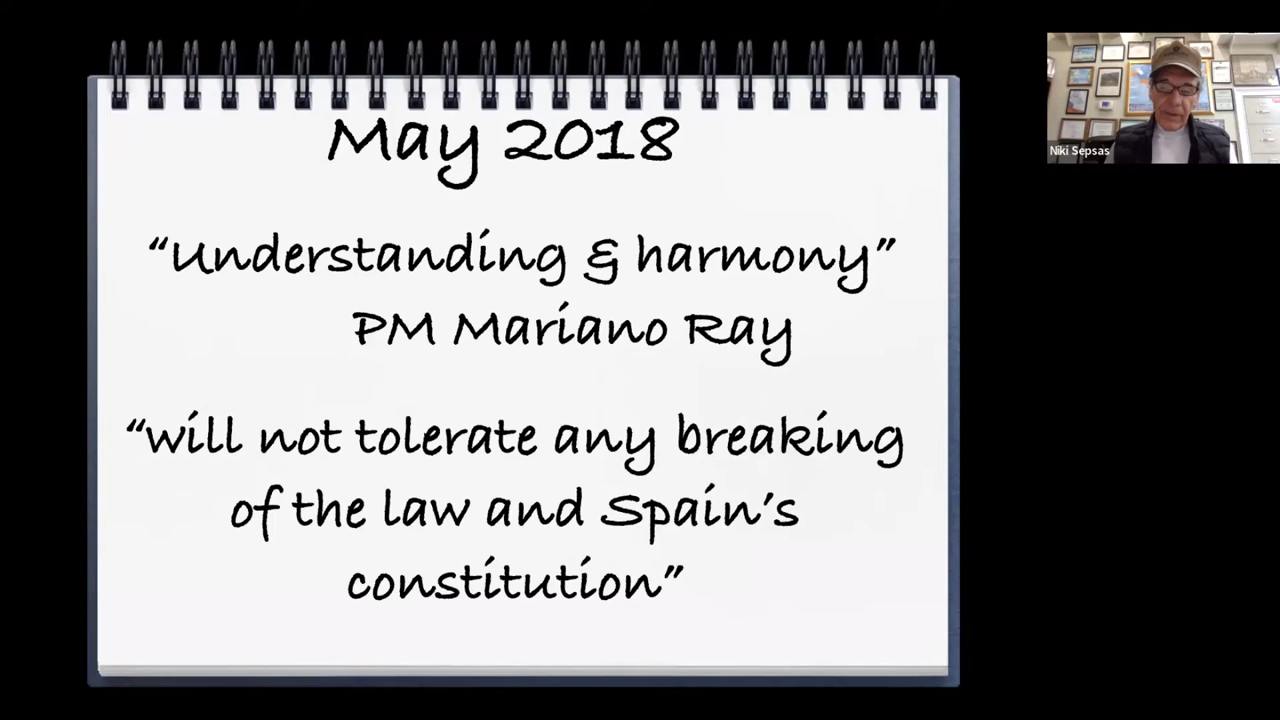 May 2018
“Understanding & harmony”
PM Mariano Ray
“will not tolerate any breaking
of the law and Spain’s
constitution”
Niki Sepsas